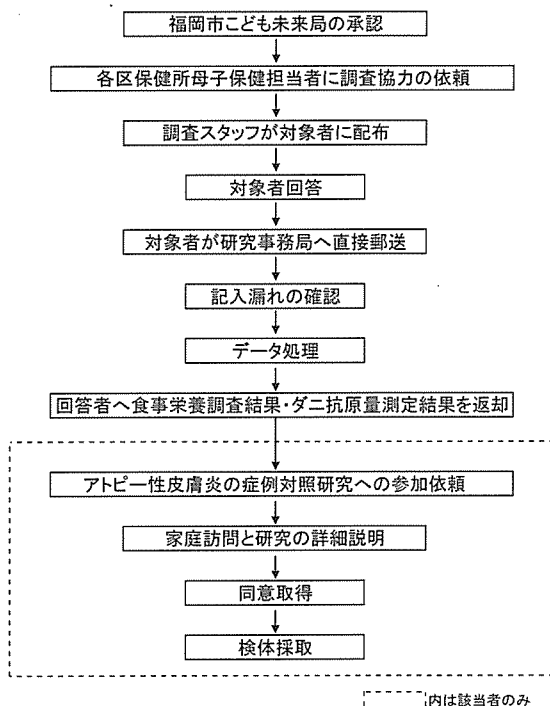 福岡市こども未来局の承認
各区保健所母子保健担当者に調査協力の依頼
調査スタッフが対象者に配布
対象者回答
対象者が研究事務局へ直接郵送
記入漏れの確認
データ処理
回答者へ食事栄養調査結果・ダニ抗原量測定結果を返却
アトピー性皮膚炎の症例対照研究への参加依頼
家庭訪問と研究の詳細説明
同意取得
検体採取
内は該当者のみ